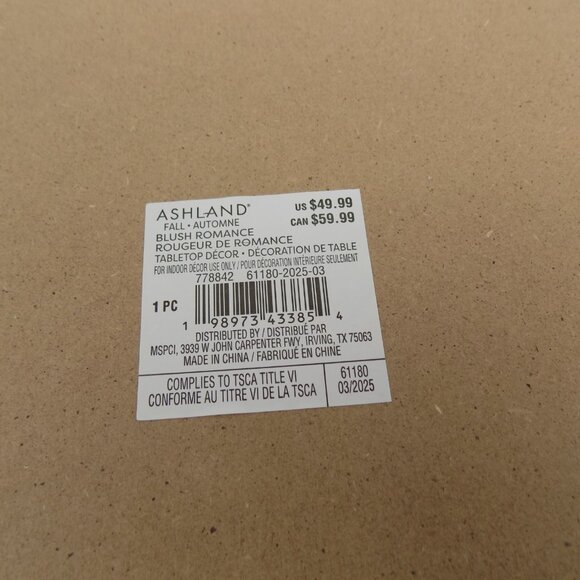 ASHLAND®
US $49.99
FALL • AUTOMNE
CAN $59.99
BLUSH ROMANCE
ROUGEUR DE ROMANCE
TABLETOP DÉCOR • DÉCORATION DE TABLE
FOR INDOOR DÉCOR USE ONLY / POUR DÉCORATION INTÉRIEURE SEULEMENT
778842 61180-2025-03
1 PC
1 98973 43385 4
DISTRIBUTED BY / DISTRIBUÉ PAR
MSPCI, 3939 W JOHN CARPENTER FWY, IRVING, TX 75063
MADE IN CHINA / FABRIQUÉ EN CHINE
COMPLIES TO TSCA TITLE VI
CONFORME AU TITRE VI DE LA TSCA
61180
03/2025